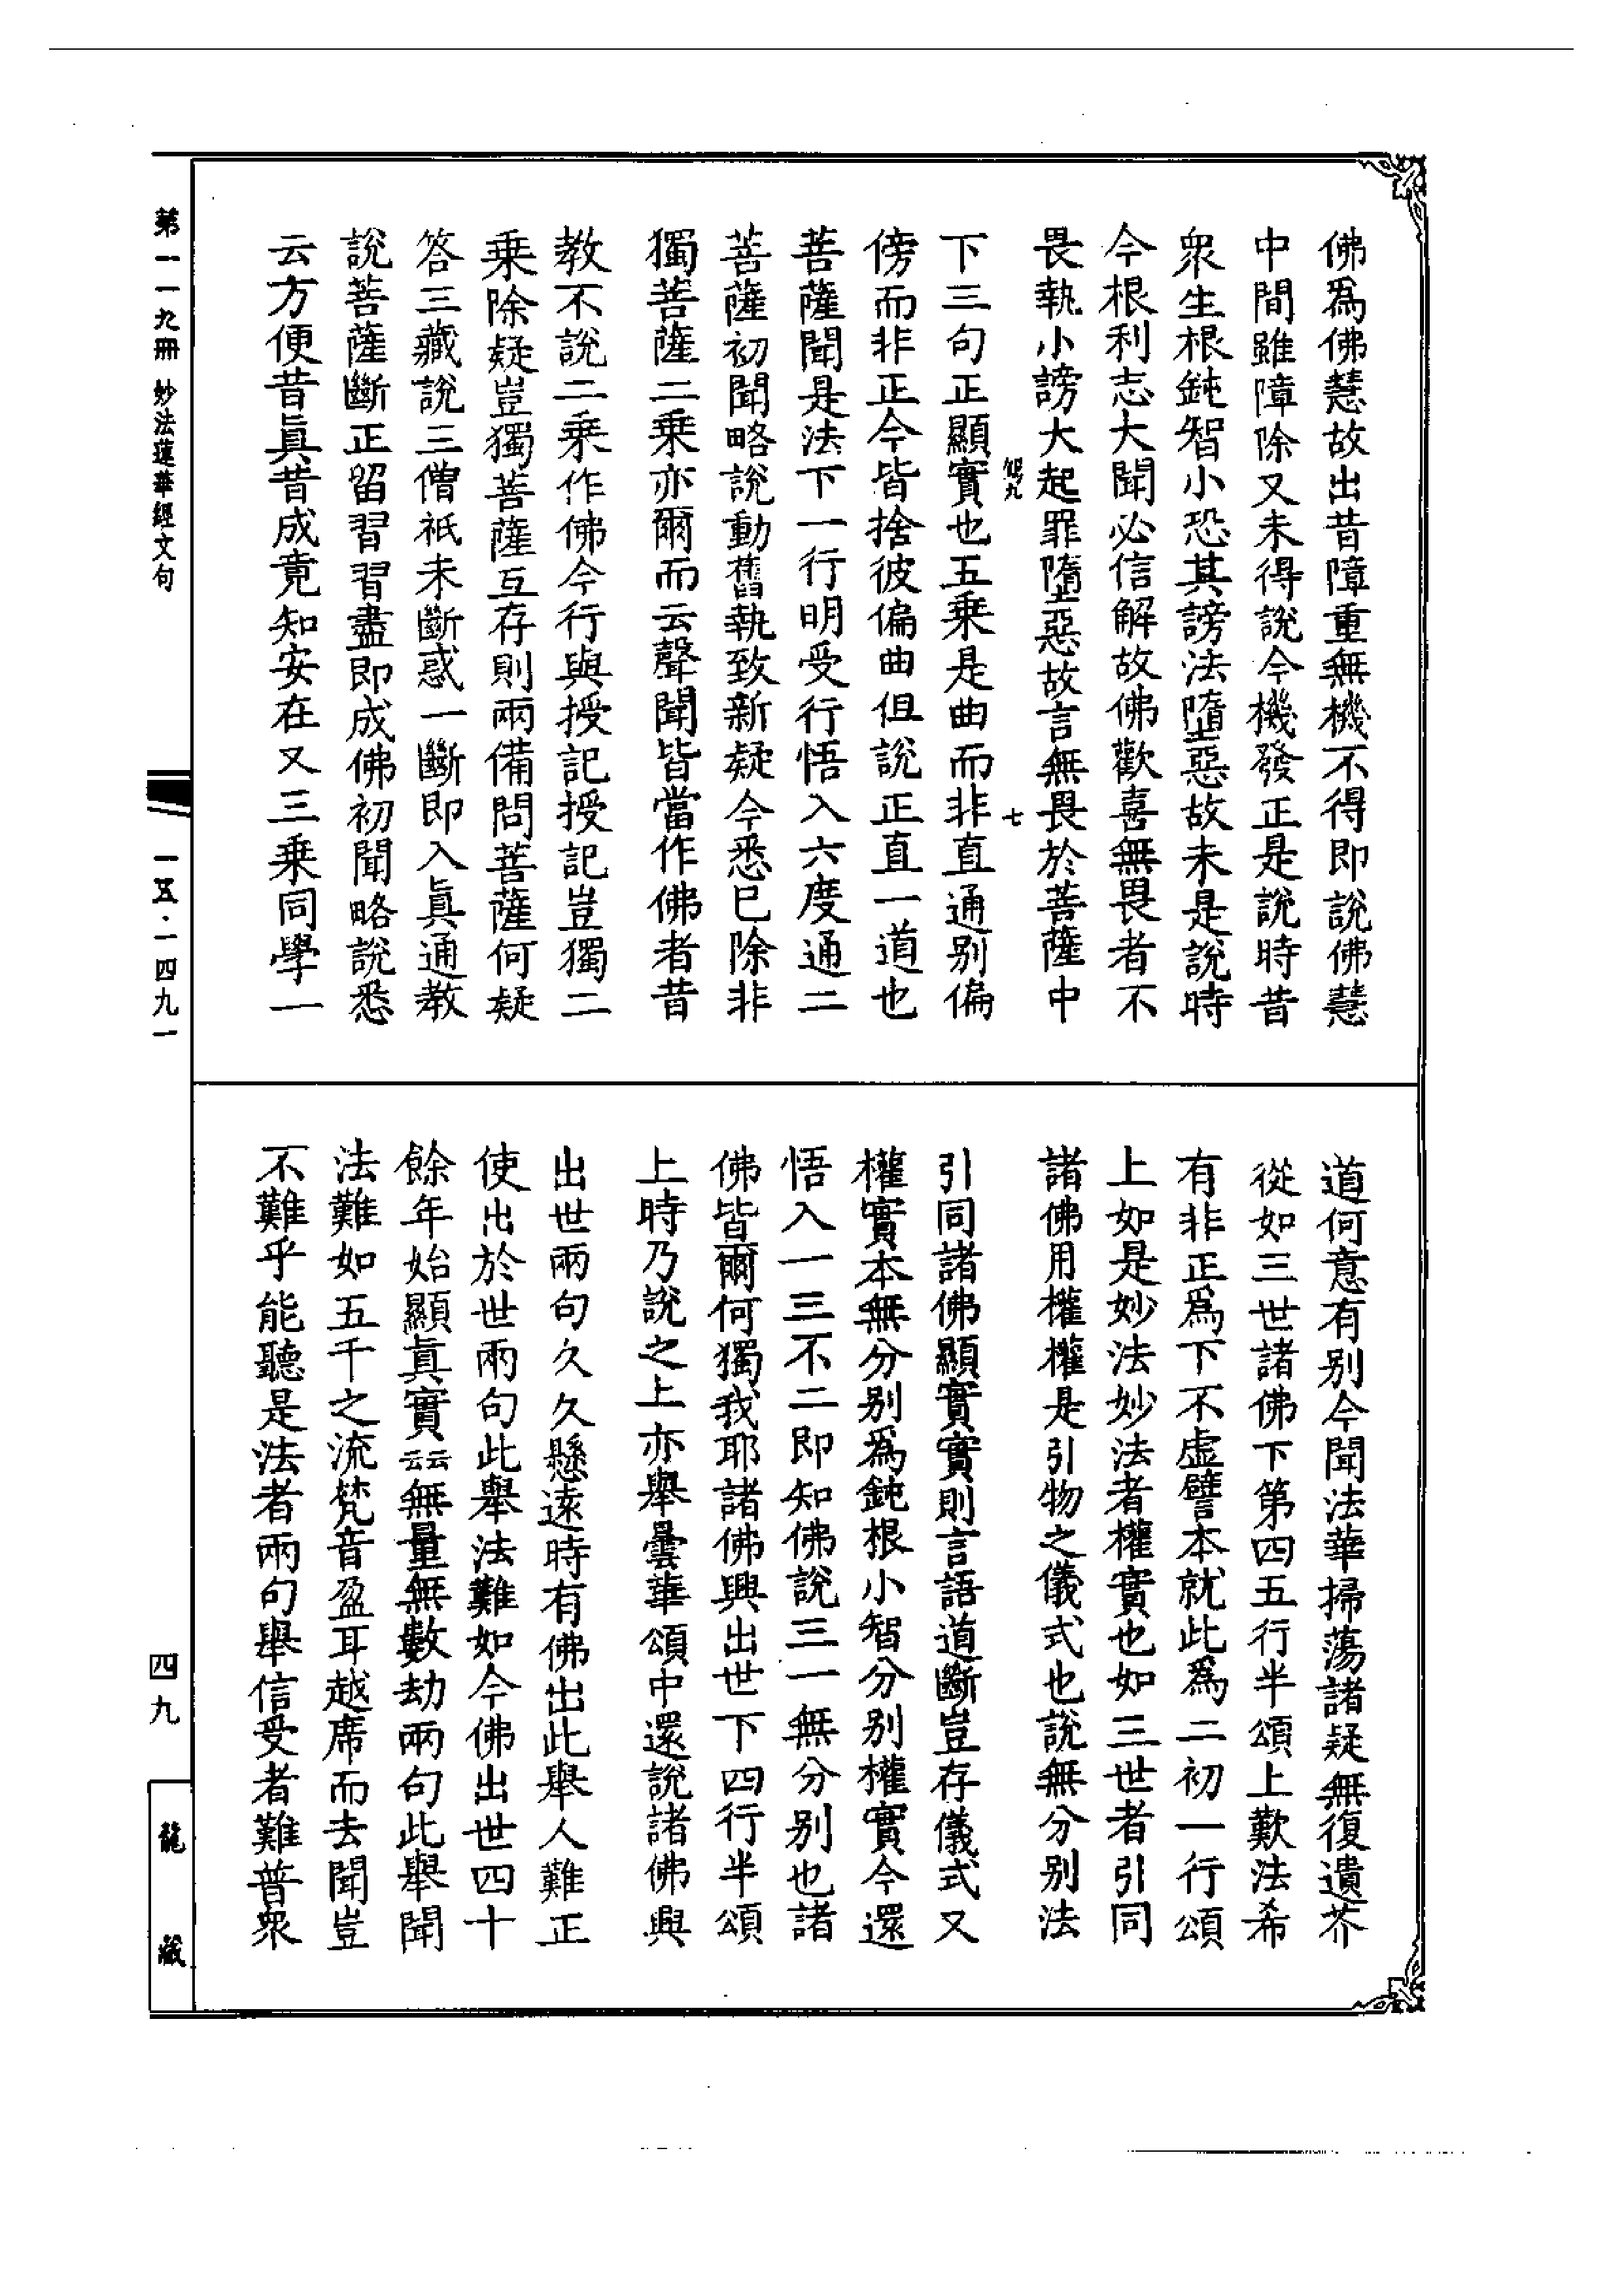 佛爲佛慧故出昔障重無機不得即說佛慧
中間雖障除又未得說今機發正是說時昔
衆生根鈍智小恐其謗法墮惡故未是說時
今根利志大聞必信解故佛歡喜無畏者不
畏執小謗大起罪墮惡故言無畏畏於菩薩中
七
下三句正顯實也五乘是曲而非直通别偏
傍而非正今皆捨彼偏曲但說正直一道也
菩薩聞是法下一行明受行悟入六度通二
菩薩初聞略說動舊執致新疑今悉已除非
獨菩薩二乘亦爾而云聲聞皆當作佛者昔
教不說二乘作佛今行與授記授記豈獨二
乘除疑豈獨菩薩互存則兩備問菩薩何疑
答三藏說三僧祇未斷惑一斷即入眞通教
說菩薩斷正留習習盡即成佛初聞略說悉
云方便昔眞昔成竟知安在又三乘同學一
道何意有别今聞法華掃蕩諸疑無復遺芥
從如三世諸佛下第四五行半頌上歎法希
有非正爲下不虛譬本就此爲二初一行頌
上如是妙法妙法者權實也如三世者引同
諸佛用權權是引物之儀式也說無分别法
引同諸佛顯實實則言語道斷豈存儀式又
權實本無分别爲鈍根小智分别權實今還
悟入一三不二即知佛說三一無分别也諸
佛皆爾何獨我耶諸佛興出世下四行半頌
上時乃說之上亦舉曇華頌中還說諸佛興
出世兩句久久懸遠時有佛出此舉人難正
使出於世兩句此舉法難如今佛出世四十
餘年始顯眞實云云無量無數劫兩句此舉聞
法難如五千之流梵音盈耳越席而去聞豈
不難乎能聽是法者兩句舉信受者難普衆
第一一九冊 妙法蓮華經文句
一五·一四九一
四九
龍藏